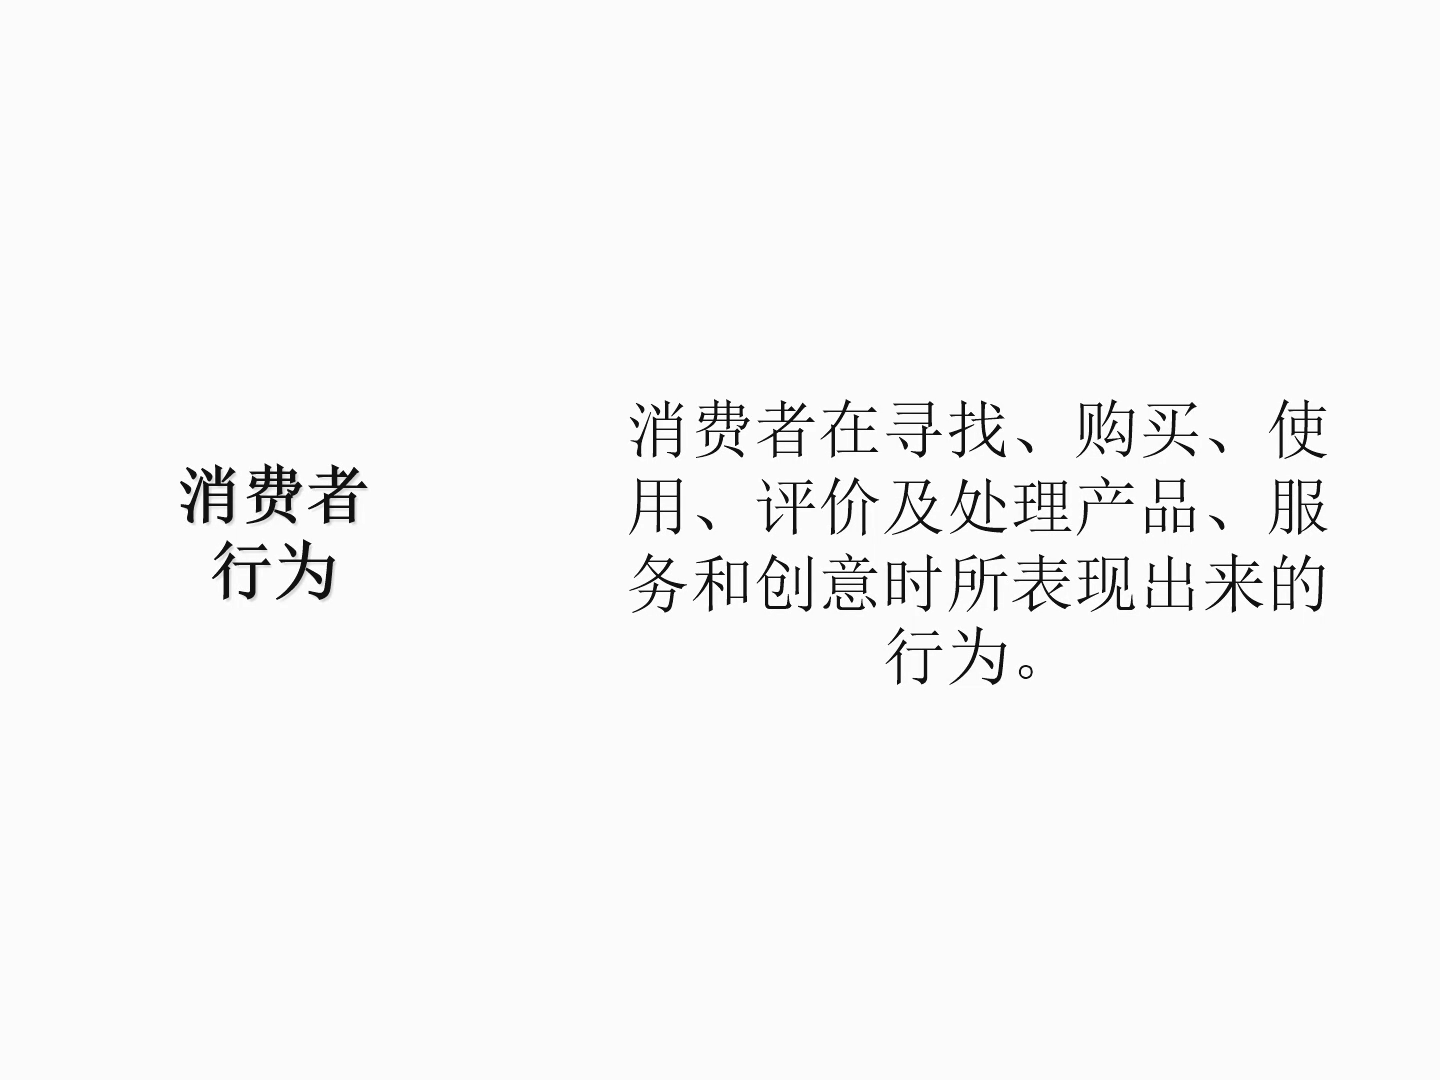 消费者
行为
消费者在寻找、购买、使
用、评价及处理产品、服
务和创意时所表现出来的
行为。